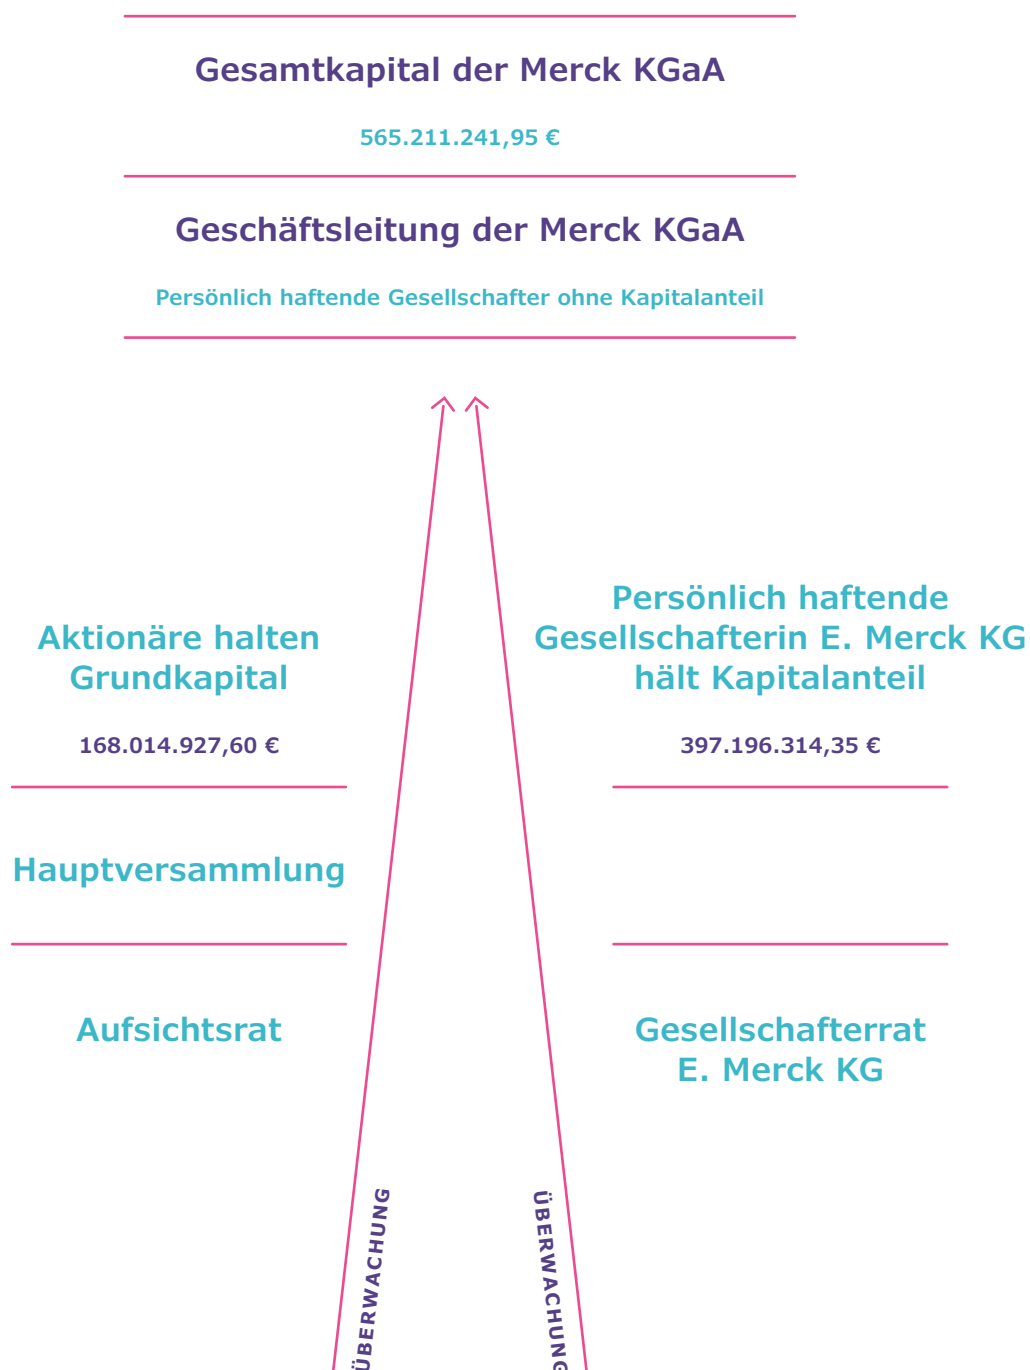 Gesamtkapital der Merck KGaA
565.211.241,95 €
Geschäftsleitung der Merck KGaA
Persönlich haftende Gesellschafter ohne Kapitalanteil
Aktionäre halten
Grundkapital
168.014.927,60 €
Hauptversammlung
Aufsichtsrat
ÜBERWACHUNG
Persönlich haftende
Gesellschafterin E. Merck KG
hält Kapitalanteil
397.196.314,35 €
Gesellschafterrat
E. Merck KG
ÜBERWACHUNG